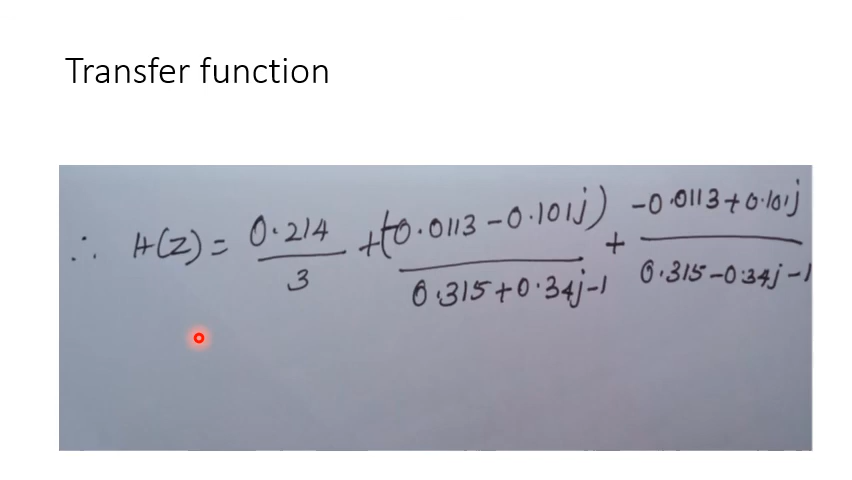 Transfer function
∴ H(z) = 0.214/3 + (-0.0113 - 0.101j)/(0.315 + 0.34j - 1) + (-0.0113 + 0.101j)/(0.315 - 0.34j - 1)